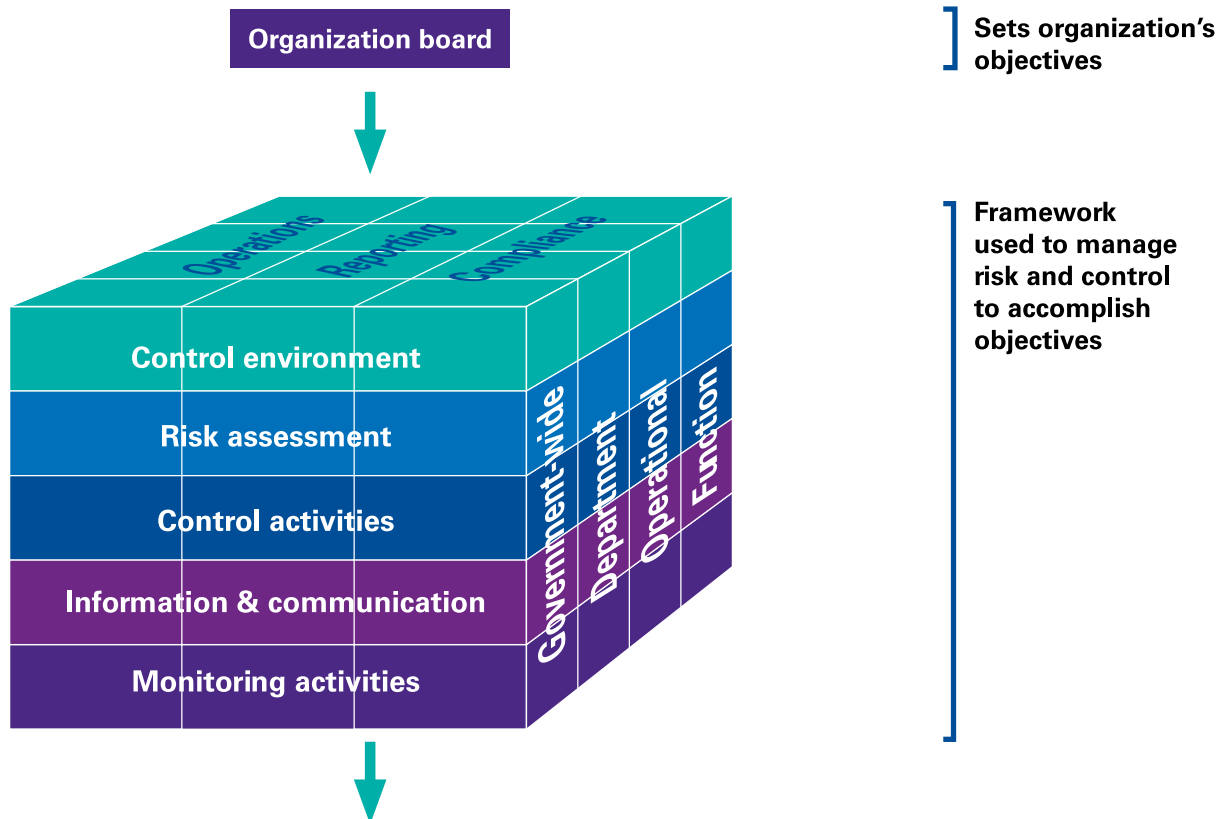 Organization board
Sets organization's
objectives
Operations
Reporting
Compliance
Framework
used to manage
risk and control
to accomplish
objectives
Control environment
Risk assessment
Control activities
Information & communication
Monitoring activities
Government-wide
Department
Operational
Function